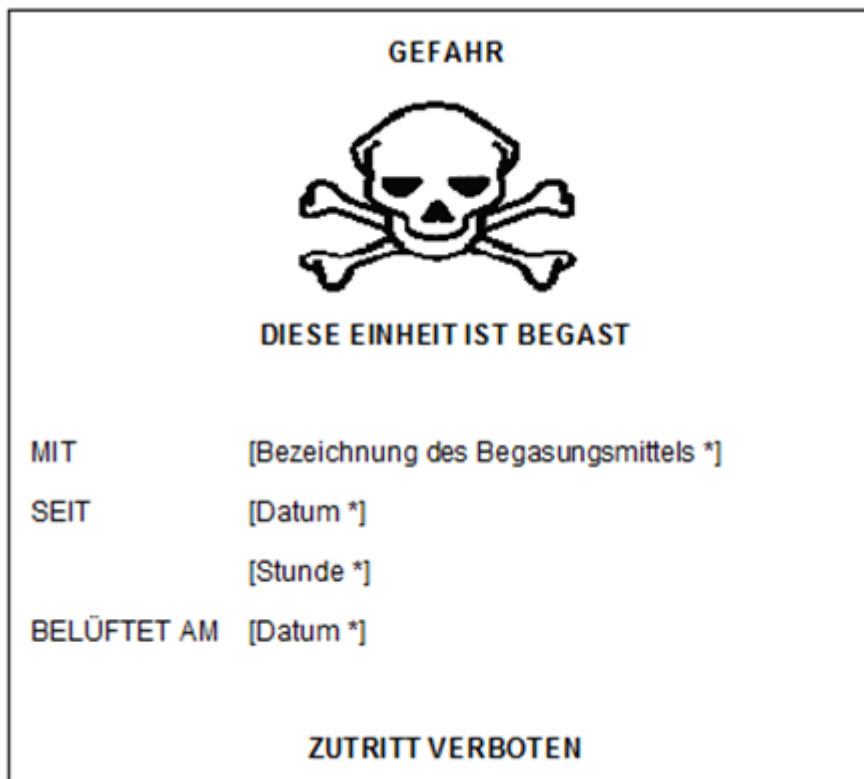 GEFAHR
DIESE EINHEIT IST BEGAST
MIT [Bezeichnung des Begasungsmittels *]
SEIT [Datum *]
[Stunde *]
BELÜFTET AM [Datum *]
ZUTRITT VERBOTEN